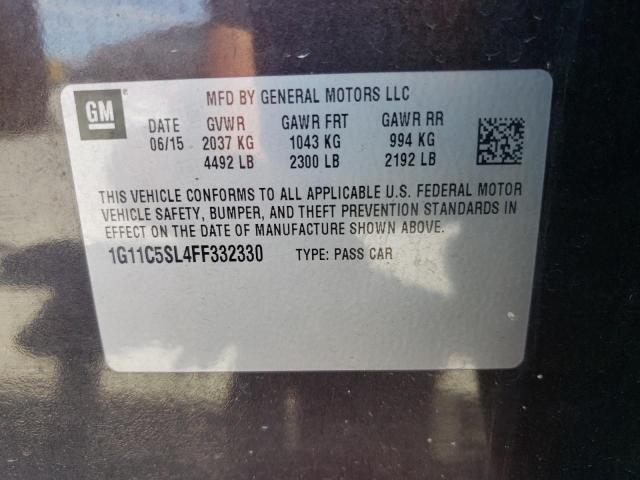 GM
MFD BY GENERAL MOTORS LLC
DATE GVWR GAWR FRT GAWR RR
06/15 2037 KG 1043 KG 994 KG
4492 LB 2300 LB 2192 LB
THIS VEHICLE CONFORMS TO ALL APPLICABLE U.S. FEDERAL MOTOR
VEHICLE SAFETY, BUMPER, AND THEFT PREVENTION STANDARDS IN
EFFECT ON THE DATE OF MANUFACTURE SHOWN ABOVE.
1G11C5SL4FF332330 TYPE: PASS CAR